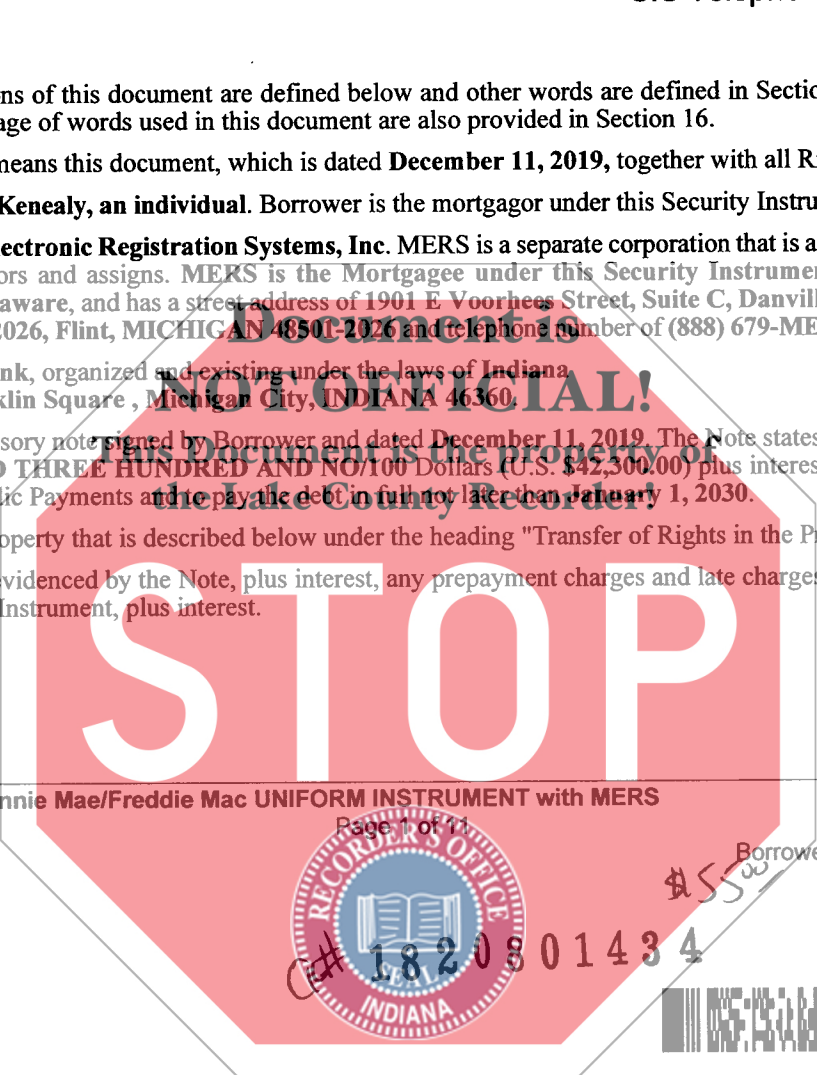 ns of this document are defined below and other words are defined in Sectio
age of words used in this document are also provided in Section 16.
means this document, which is dated December 11, 2019, together with all R
Kenealy, an individual. Borrower is the mortgagor under this Security Instru
ectronic Registration Systems, Inc. MERS is a separate corporation that is a
ors and assigns. MERS is the Mortgagee under this Security Instrumen
aware, and has a street address of 1901 E Voorhees Street, Suite C, Danvill
2026, Flint, MICHIGAN 48501-2026 and telephone number of (888) 679-ME
Document is
nk, organized and existing under the laws of Indiana
NOT OFFICIAL!
klin Square , Michigan City, INDIANA 46360.
sory note signed by Borrower and dated December 11, 2019. The Note states
This Document is the property of
D THREE HUNDRED AND NO/100 Dollars (U.S. $42,300.00) plus interes
lic Payments and to pay the debt in full not later than January 1, 2030.
the Lake County Recorder!
operty that is described below under the heading "Transfer of Rights in the P
evidenced by the Note, plus interest, any prepayment charges and late charges
Instrument, plus interest.
STOP
nnie Mae/Freddie Mac UNIFORM INSTRUMENT with MERS
Page 1 of 11
Borrowe
RECORDER'S OFFICE
$55.00
# 1820801434
SEAL
INDIANA